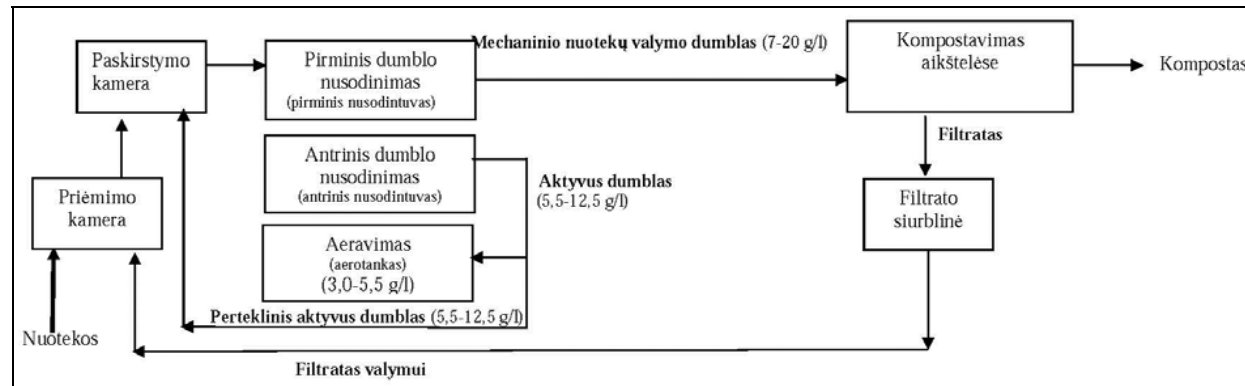 Paskirstymo
kamera
Pirminis dumblo
nusodinimas
(pirminis nusodintuvas)
Mechaninio nuotekų valymo dumblas (7-20 g/l)
Kompostavimas
aikštelėse
Kompostas
Filtratas
Antrinis dumblo
nusodinimas
(antrinis nusodintuvas)
Aktyvus dumblas
(5,5-12,5 g/l)
Priėmimo
kamera
Filtrato
siurblinė
Aeravimas
(aerotankas)
(3,0-5,5 g/l)
Perteklinis aktyvus dumblas (5,5-12,5 g/l)
Nuotekos
Filtratas valymui